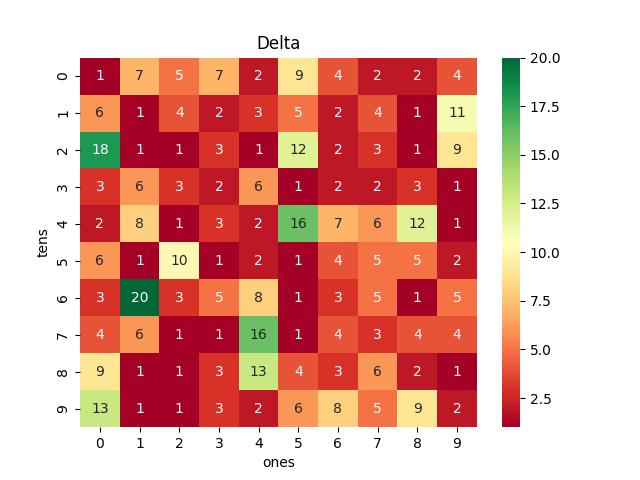 Delta
0 1 7 5 7 2 9 4 2 2 4
1 6 1 4 2 3 5 2 4 1 11
2 18 1 1 3 1 12 2 3 1 9
3 3 6 3 2 6 1 2 2 3 1
4 2 8 1 3 2 16 7 6 12 1
5 6 1 10 1 2 1 4 5 5 2
6 3 20 3 5 8 1 3 5 1 5
7 4 6 1 1 16 1 4 3 4 4
8 9 1 1 3 13 4 3 6 2 1
9 13 1 1 3 2 6 8 5 9 2
0 1 2 3 4 5 6 7 8 9
ones
tens
20.0
17.5
15.0
12.5
10.0
7.5
5.0
2.5